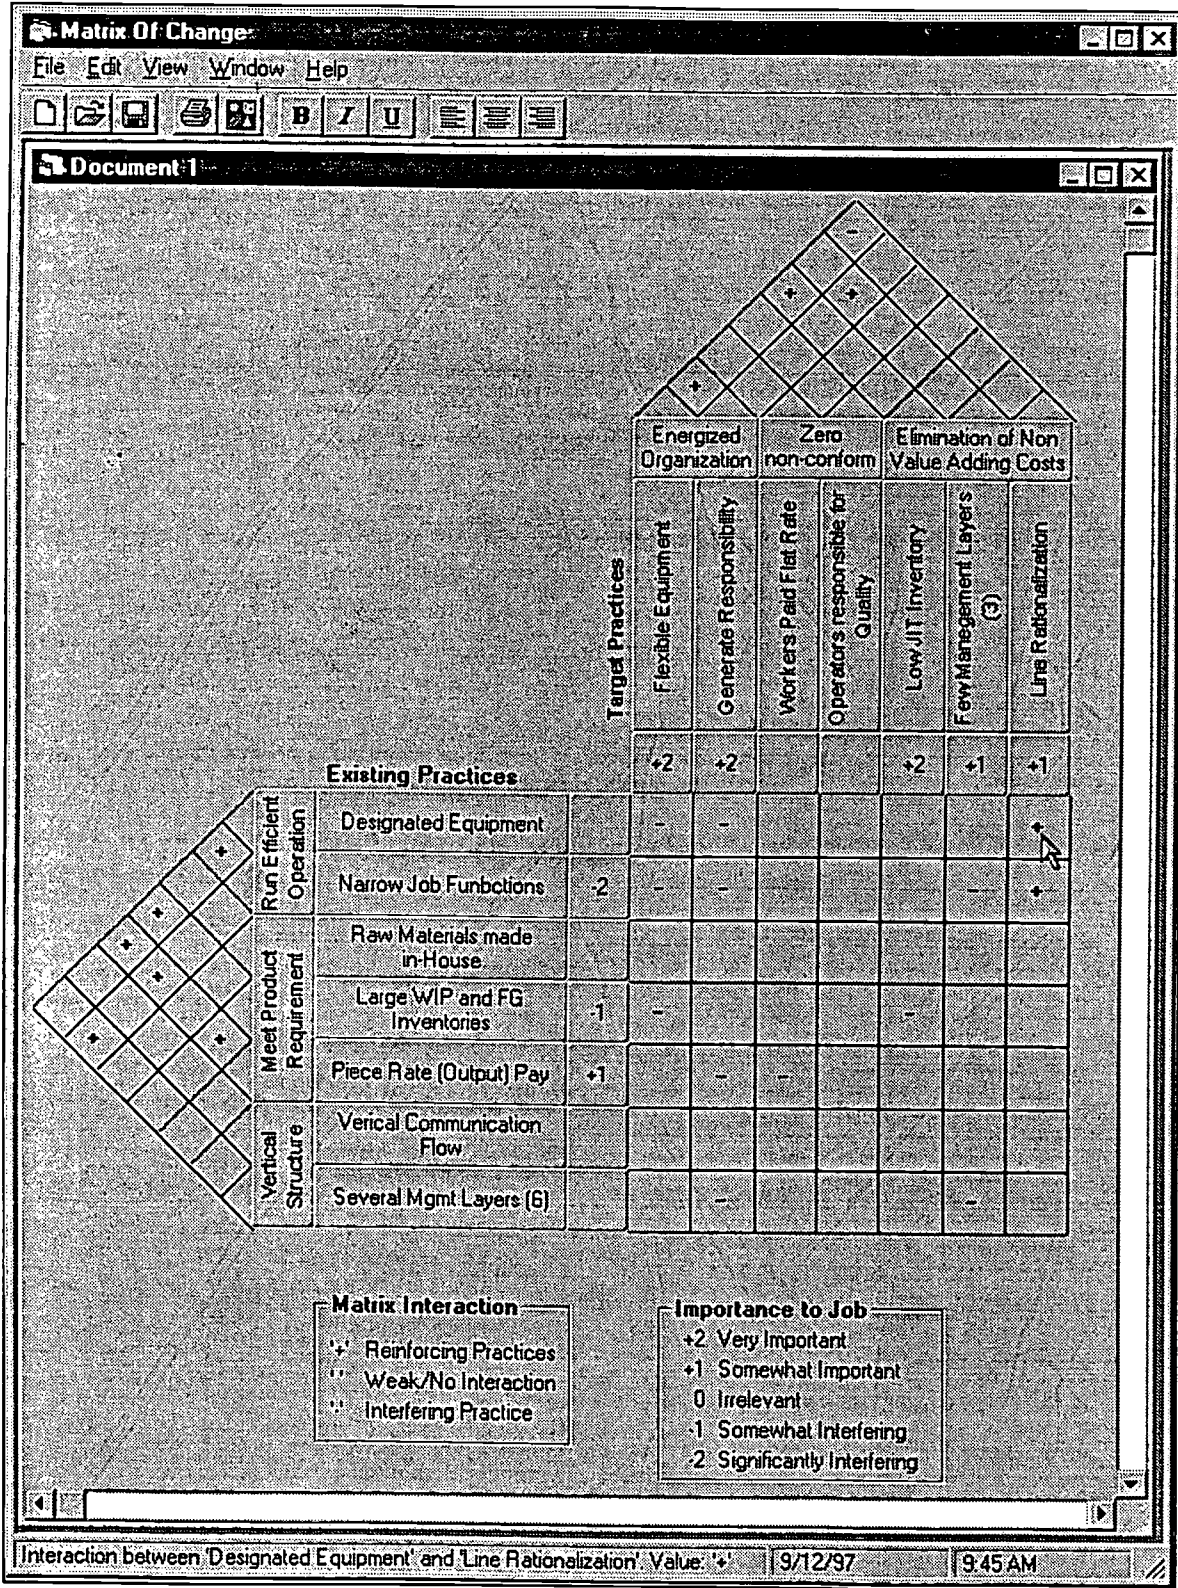 Matrix Of Change
File Edit View Window Help
B I U
Document 1
-
+ +
+
Energized Organization
Zero non-conform
Elimination of Non Value Adding Costs
Target Practices
Flexible Equipment
Generate Responsibility
Workers Paid Flat Rate
Operators responsible for Quality
Low JIT Inventory
Few Manegement Layers (3)
Line Rationalization
Existing Practices
+2 +2 +2 +1 +1
Run Efficient Operation
Designated Equipment - - +
Narrow Job Funbctions -2 - - - +
Meet Product Requirement
Raw Materials made in-House
Large WIP and FG Inventories -1 - -
Piece Rate (Output) Pay +1 - -
Vertical Structure
Verical Communication Flow
Several Mgmt Layers (6) - -
+
+
+
+
+ +
Matrix Interaction
'+' Reinforcing Practices
' ' Weak/No Interaction
'-' Interfering Practice
Importance to Job
+2 Very Important
+1 Somewhat Important
0 Irrelevant
-1 Somewhat Interfering
-2 Significantly Interfering
Interaction between 'Designated Equipment' and 'Line Rationalization'. Value: '+' 9/12/97 9:45 AM